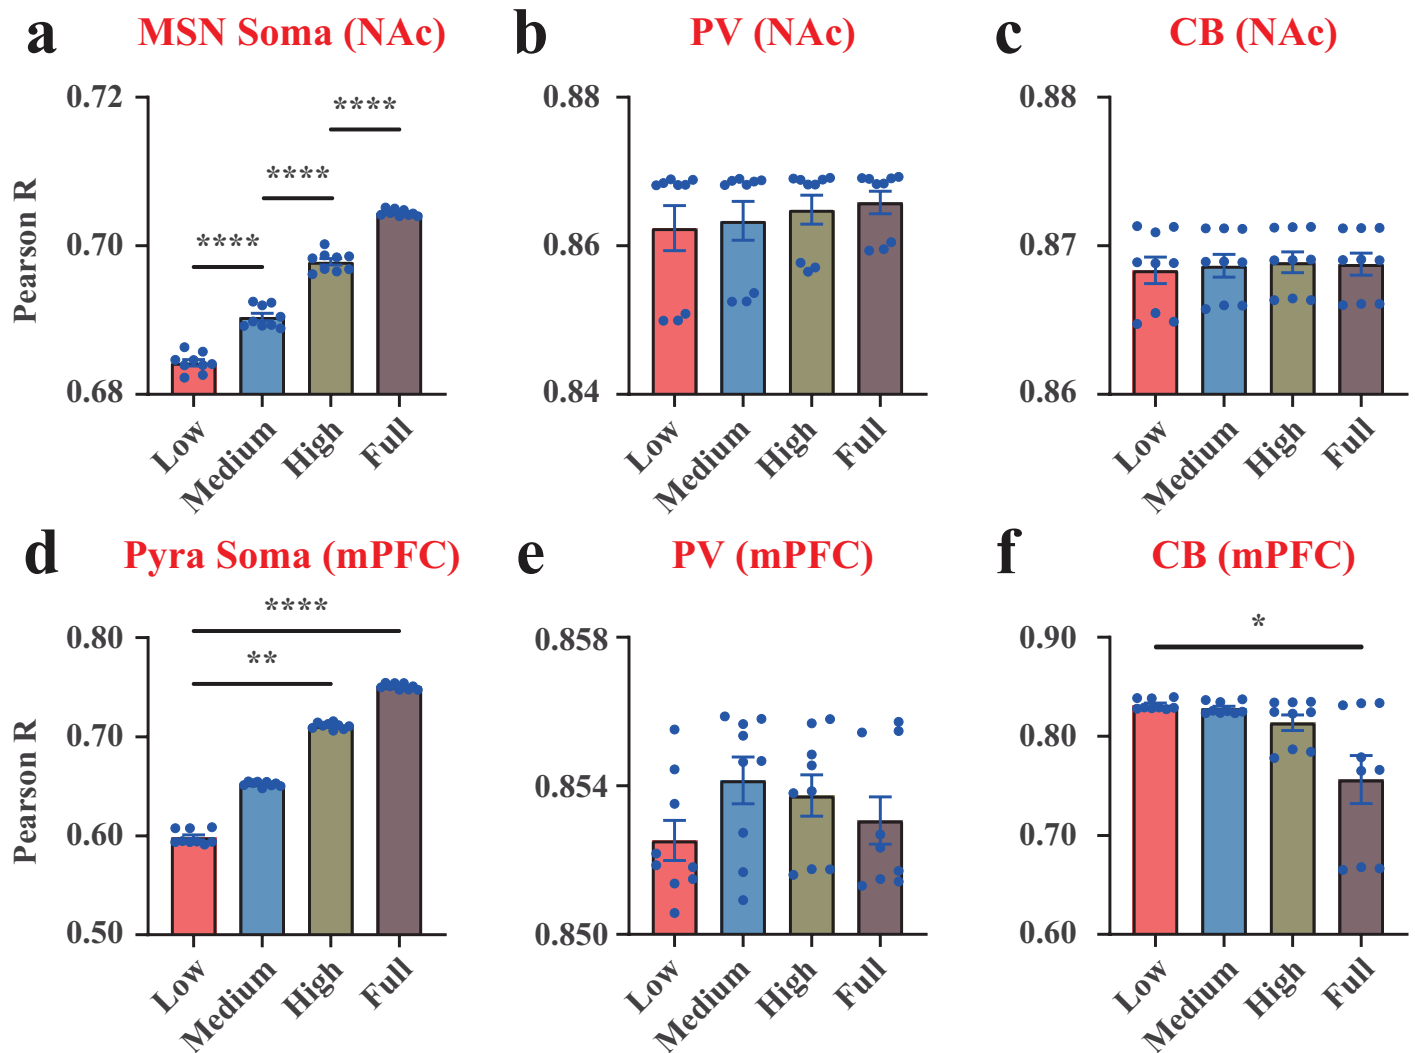 a MSN Soma (NAc)
Pearson R
0.72
0.70
0.68
****
****
****
Low
Medium
High
Full
b PV (NAc)
0.88
0.86
0.84
Low
Medium
High
Full
c CB (NAc)
0.88
0.87
0.86
Low
Medium
High
Full
d Pyra Soma (mPFC)
Pearson R
0.80
0.70
0.60
0.50
****
**
Low
Medium
High
Full
e PV (mPFC)
0.858
0.854
0.850
Low
Medium
High
Full
f CB (mPFC)
0.90
0.80
0.70
0.60
*
Low
Medium
High
Full